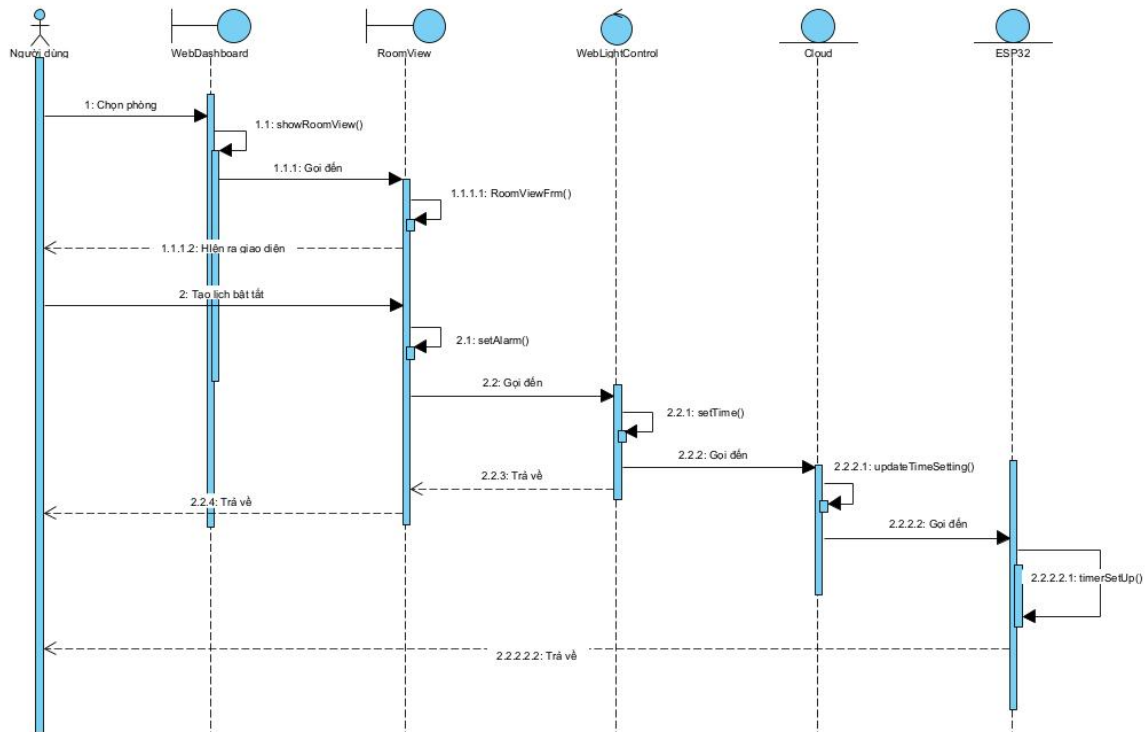 Người dùng
WebDashboard
RoomView
WebLightControl
Cloud
ESP32
1: Chọn phòng
1.1: showRoomView()
1.1.1: Gọi đến
1.1.1.1: RoomViewFrm()
1.1.1.2: Hiện ra giao diện
2: Tạo lịch bật tắt
2.1: setAlarm()
2.2: Gọi đến
2.2.1: setTime()
2.2.2: Gọi đến
2.2.2.1: updateTimeSetting()
2.2.3: Trả về
2.2.4: Trả về
2.2.2.2: Gọi đến
2.2.2.2.1: timerSetUp()
2.2.2.2.2: Trả về